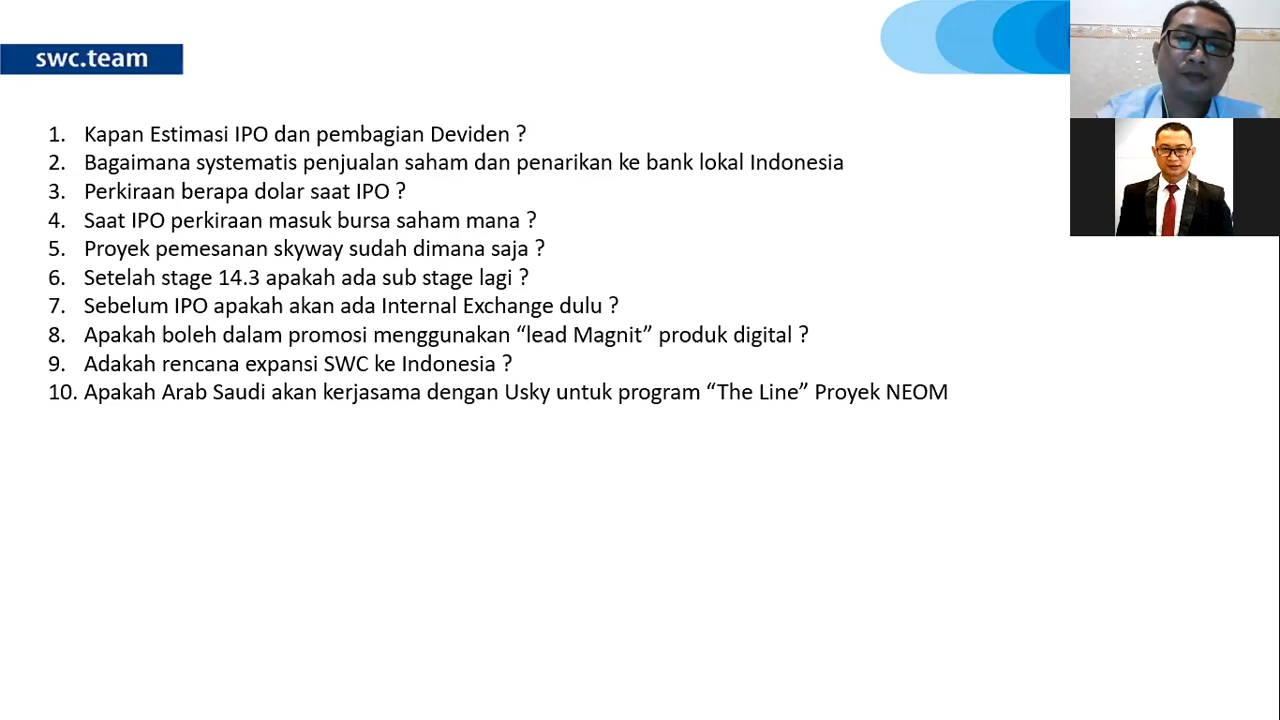 swc.team
1. Kapan Estimasi IPO dan pembagian Deviden ?
2. Bagaimana systematis penjualan saham dan penarikan ke bank lokal Indonesia
3. Perkiraan berapa dolar saat IPO ?
4. Saat IPO perkiraan masuk bursa saham mana ?
5. Proyek pemesanan skyway sudah dimana saja ?
6. Setelah stage 14.3 apakah ada sub stage lagi ?
7. Sebelum IPO apakah akan ada Internal Exchange dulu ?
8. Apakah boleh dalam promosi menggunakan “lead Magnit” produk digital ?
9. Adakah rencana expansi SWC ke Indonesia ?
10. Apakah Arab Saudi akan kerjasama dengan Usky untuk program “The Line” Proyek NEOM